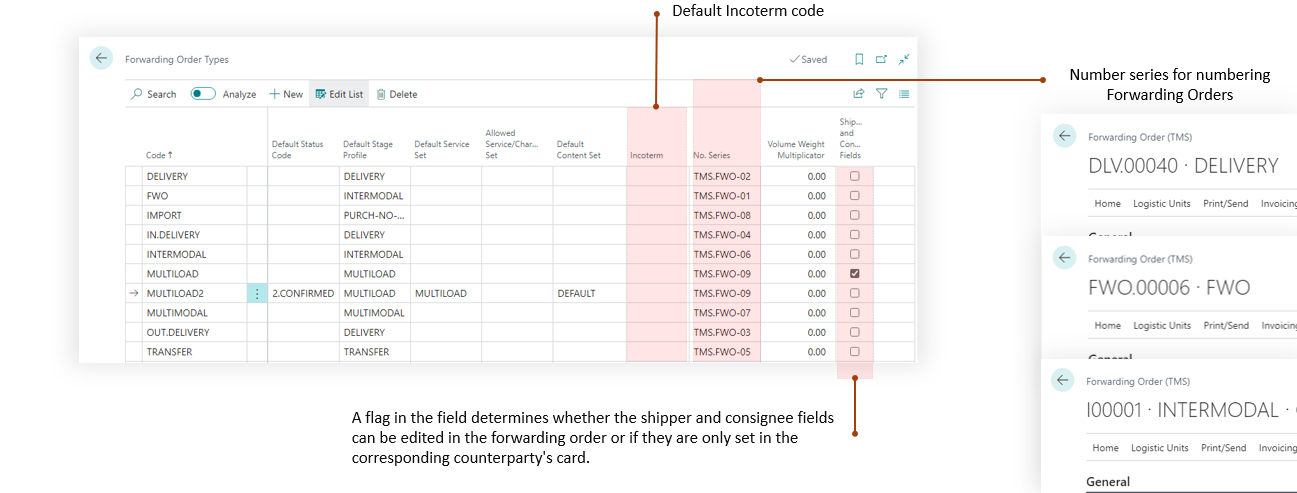 Default Incoterm code
Forwarding Order Types
Saved
Search Analyze New Edit List Delete
Number series for numbering
Forwarding Orders
Code ↑ Default Status Code Default Stage Profile Default Service Set Allowed Service/Char... Set Default Content Set Incoterm No. Series Volume Weight Multiplicator Ship... and Con... Fields
DELIVERY DELIVERY TMS.FWO-02 0.00
FWO INTERMODAL TMS.FWO-01 0.00
IMPORT PURCH-NO-... TMS.FWO-08 0.00
IN.DELIVERY DELIVERY TMS.FWO-04 0.00
INTERMODAL INTERMODAL TMS.FWO-06 0.00
MULTILOAD MULTILOAD TMS.FWO-09 0.00
MULTILOAD2 2.CONFIRMED MULTILOAD MULTILOAD DEFAULT TMS.FWO-09 0.00
MULTIMODAL MULTIMODAL TMS.FWO-07 0.00
OUT.DELIVERY DELIVERY TMS.FWO-03 0.00
TRANSFER TRANSFER TMS.FWO-05 0.00
A flag in the field determines whether the shipper and consignee fields
can be edited in the forwarding order or if they are only set in the
corresponding counterparty's card.
Forwarding Order (TMS)
DLV.00040 · DELIVERY
Home Logistic Units Print/Send Invoicing
General
Forwarding Order (TMS)
FWO.00006 · FWO
Home Logistic Units Print/Send Invoicing
General
Forwarding Order (TMS)
I00001 · INTERMODAL ·
Home Logistic Units Print/Send Invoicing
General